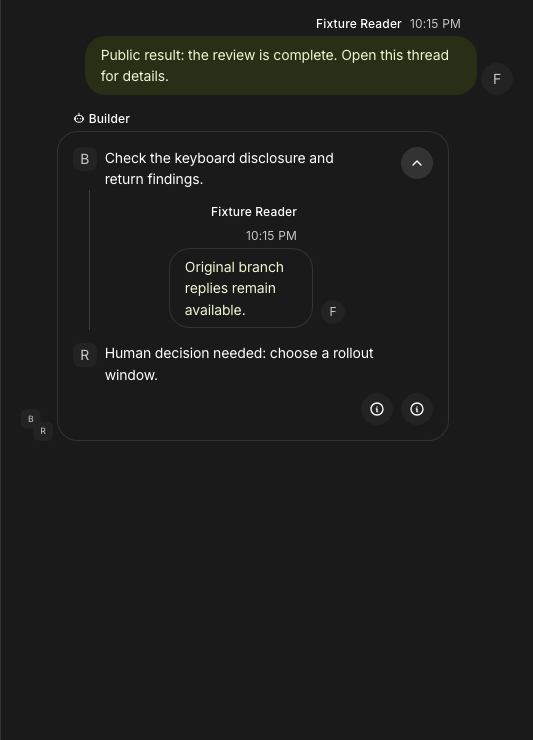 Fixture Reader 10:15 PM
Public result: the review is complete. Open this thread
for details.
F
Builder
B
Check the keyboard disclosure and
return findings.
Fixture Reader
10:15 PM
Original branch
replies remain
available.
F
R
Human decision needed: choose a rollout
window.
B
R